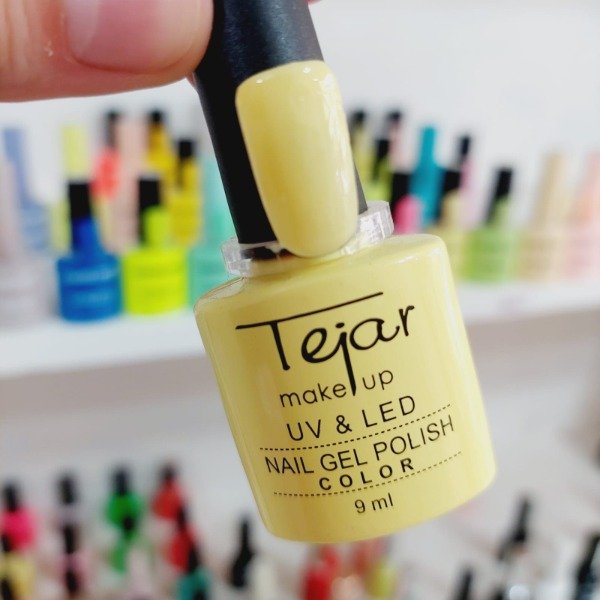 Tejar
make up
UV & LED
NAIL GEL POLISH
COLOR
9 ml